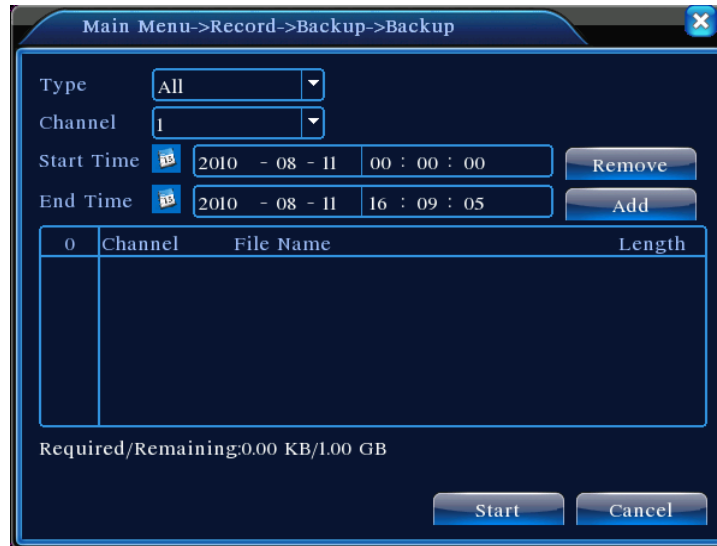 Main Menu->Record->Backup->Backup
Type All
Channel 1
Start Time 2010 - 08 - 11 00 : 00 : 00 Remove
End Time 2010 - 08 - 11 16 : 09 : 05 Add
0 Channel File Name Length
Required/Remaining:0.00 KB/1.00 GB
Start Cancel